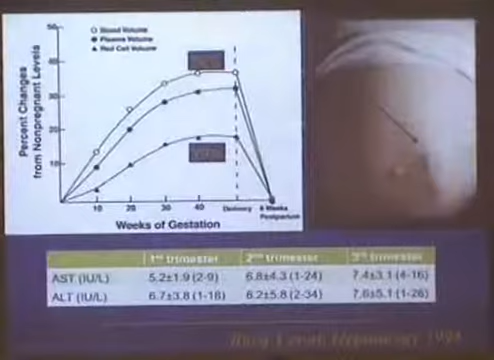 50
Blood Volume
Plasma Volume
Red Cell Volume
40
30
20
10
Percent Changes
from Nonpregnant Levels
10 20 30 40 Delivery 6 Weeks
Postpartum
Weeks of Gestation
1st trimester 2nd trimester 3rd trimester
AST (IU/L) 5.2±1.9 (2-9) 6.8±4.3 (1-24) 7.4±3.1 (4-16)
ALT (IU/L) 6.7±3.8 (1-16) 6.2±5.8 (2-34) 7.6±5.1 (1-26)
Hepatology 1994